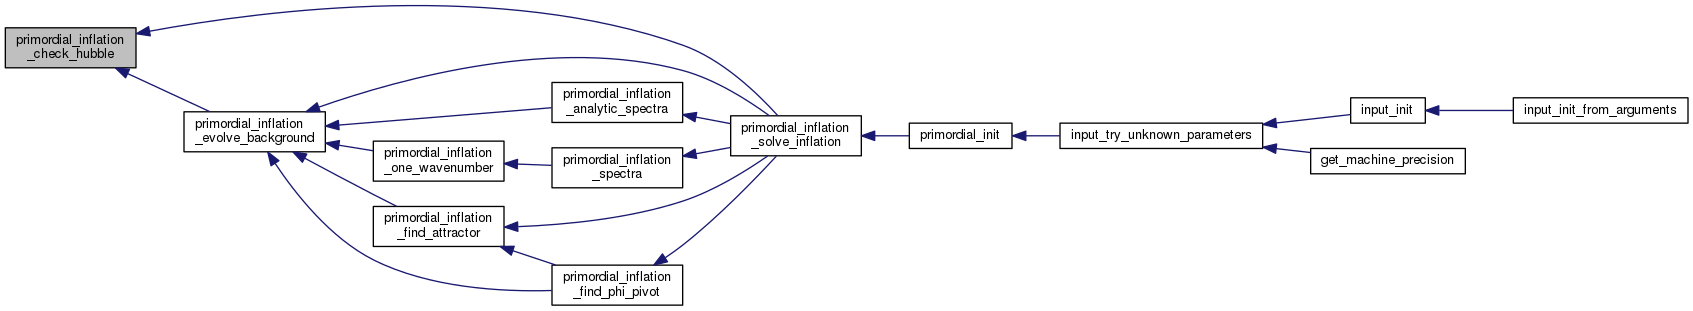 primordial_inflation
_check_hubble
primordial_inflation
_evolve_background
primordial_inflation
_analytic_spectra
primordial_inflation
_one_wavenumber
primordial_inflation
_spectra
primordial_inflation
_find_attractor
primordial_inflation
_find_phi_pivot
primordial_inflation
_solve_inflation
primordial_init
input_try_unknown_parameters
input_init
get_machine_precision
input_init_from_arguments